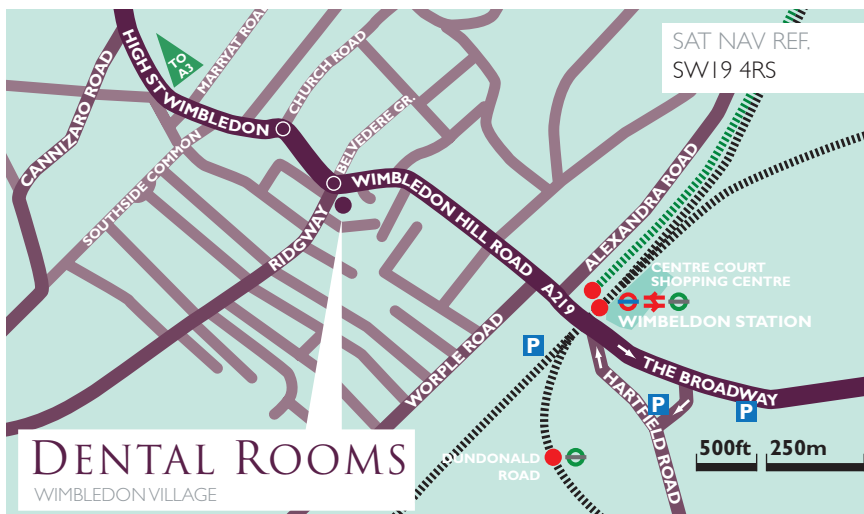 SAT NAV REF.
SW19 4RS
TO
A3
MARRYAT ROAD
CHURCH ROAD
HIGH ST WIMBLEDON
CANNIZARO ROAD
BELVEDERE GR.
SOUTHSIDE COMMON
WIMBLEDON HILL ROAD
A219
RIDGWAY
ALEXANDRA ROAD
CENTRE COURT
SHOPPING CENTRE
WIMBELDON STATION
WORPLE ROAD
P
THE BROADWAY
HARTFIELD ROAD
P
P
DUNDONALD
ROAD
500ft
250m
DENTAL ROOMS
WIMBLEDON VILLAGE